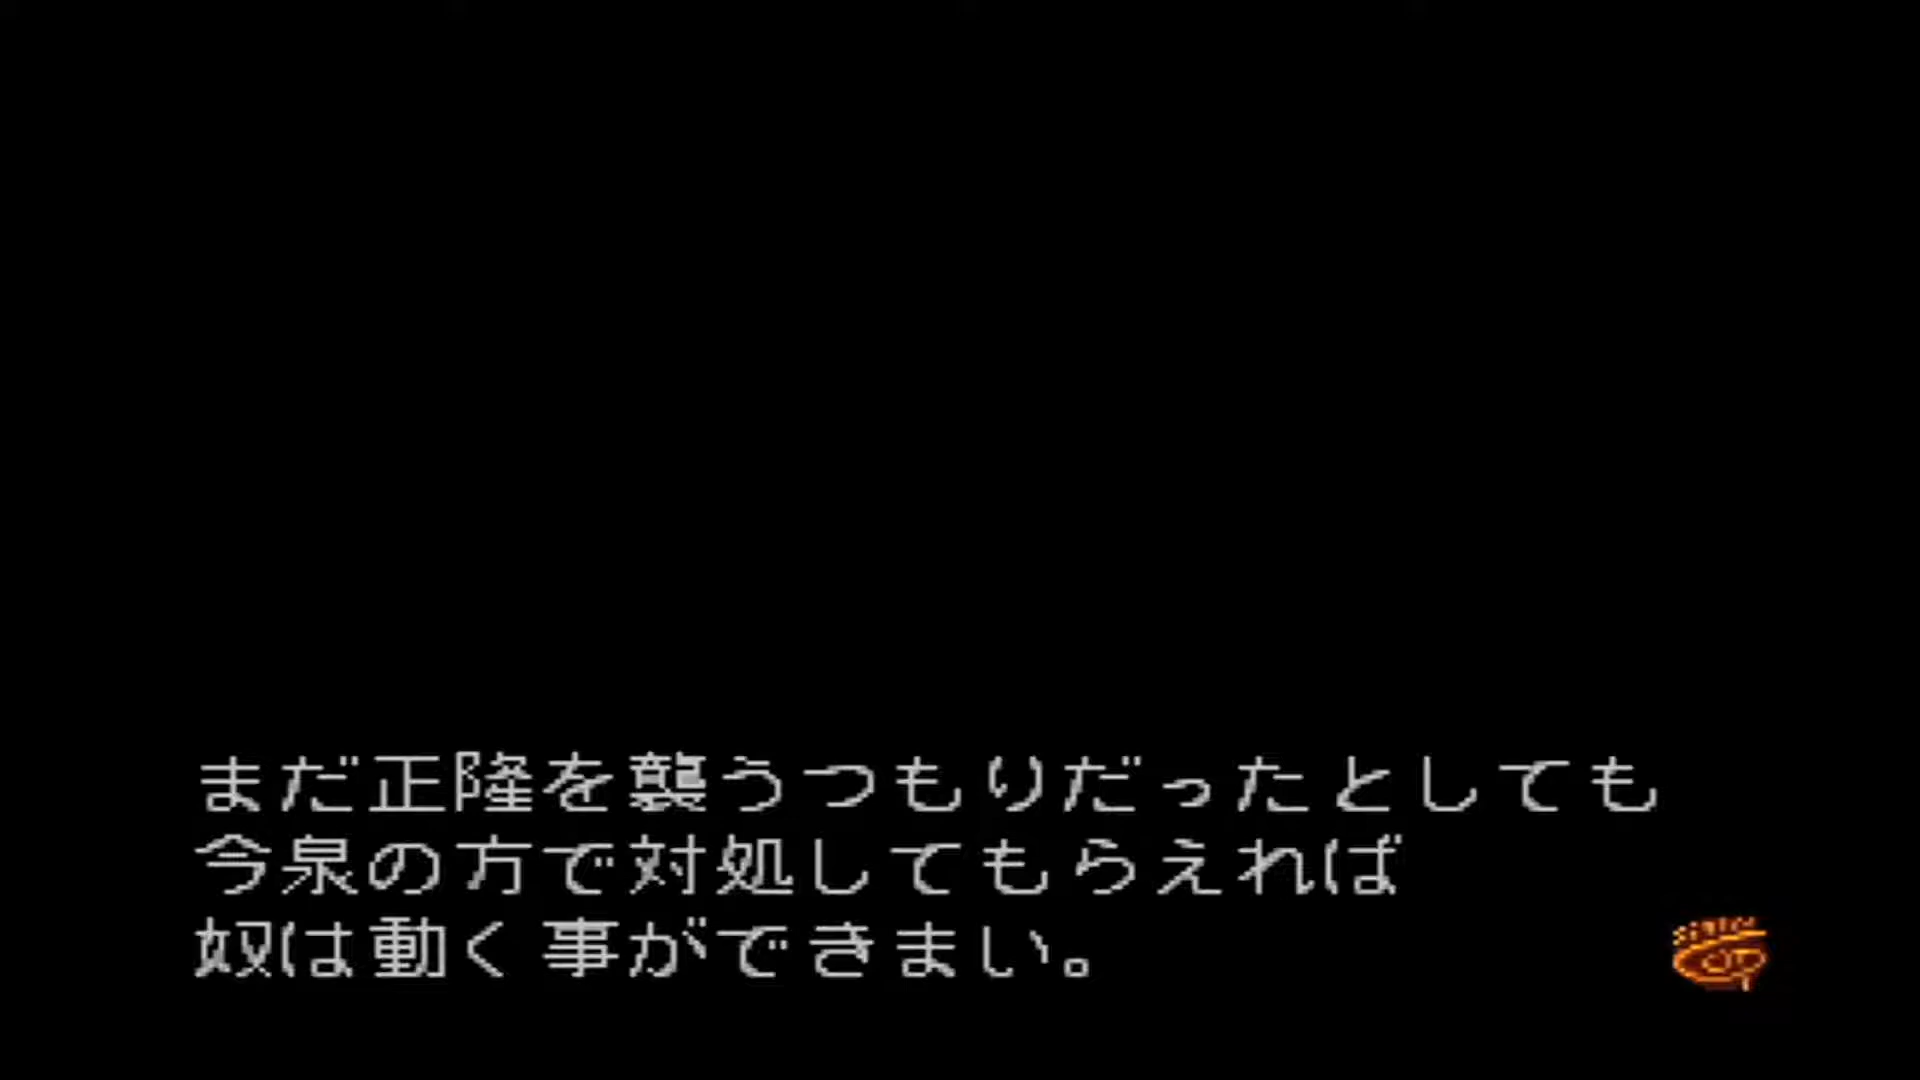 まだ正隆を襲うつもりだったとしても
今泉の方で対処してもらえれば
奴は動く事ができまい。